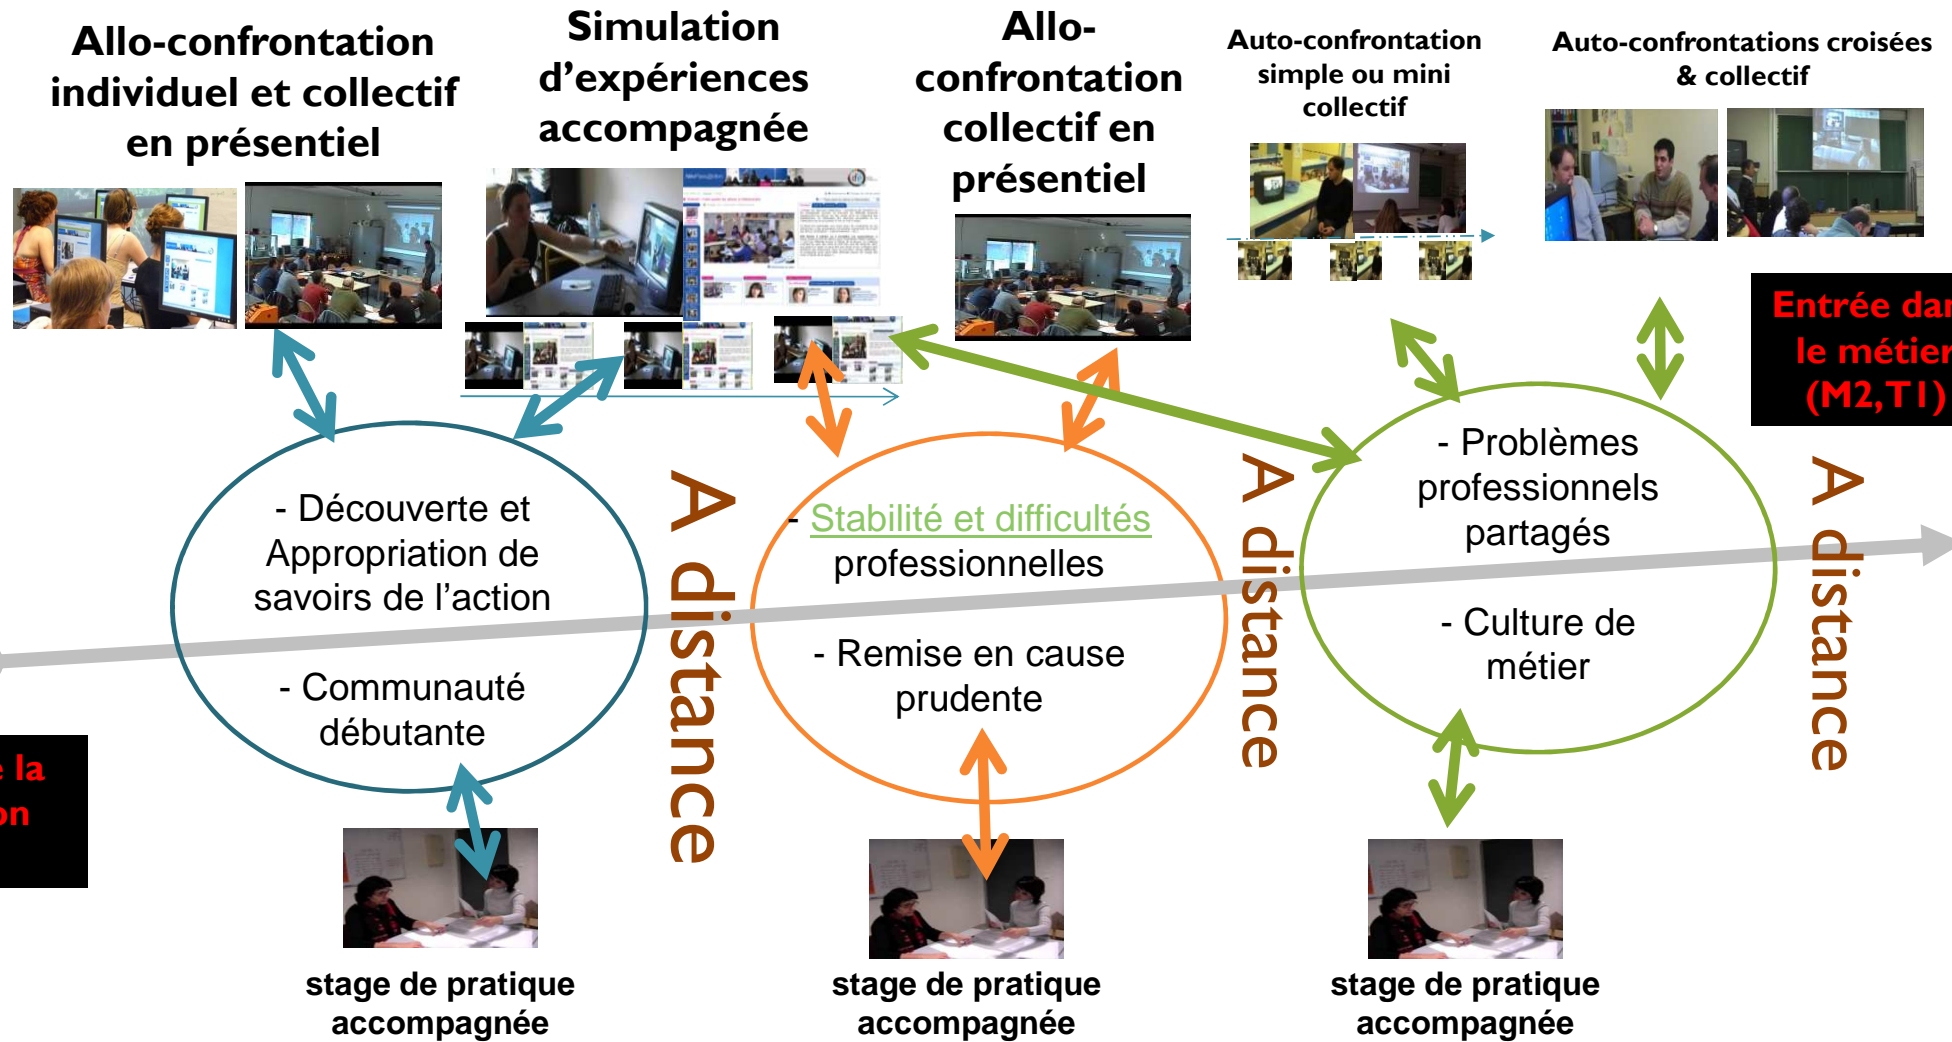 Allo-confrontation
individuel et collectif
en présentiel
Simulation
d’expériences
accompagnée
Allo-
confrontation
collectif en
présentiel
Auto-confrontation
simple ou mini
collectif
Auto-confrontations croisées
& collectif
Entrée dan
le métier
(M2,T1)
- Découverte et
Appropriation de
savoirs de l’action
- Communauté
débutante
A distance
- Stabilité et difficultés
professionnelles
- Remise en cause
prudente
A distance
- Problèmes
professionnels
partagés
- Culture de
métier
A distance
la
on
stage de pratique
accompagnée
stage de pratique
accompagnée
stage de pratique
accompagnée